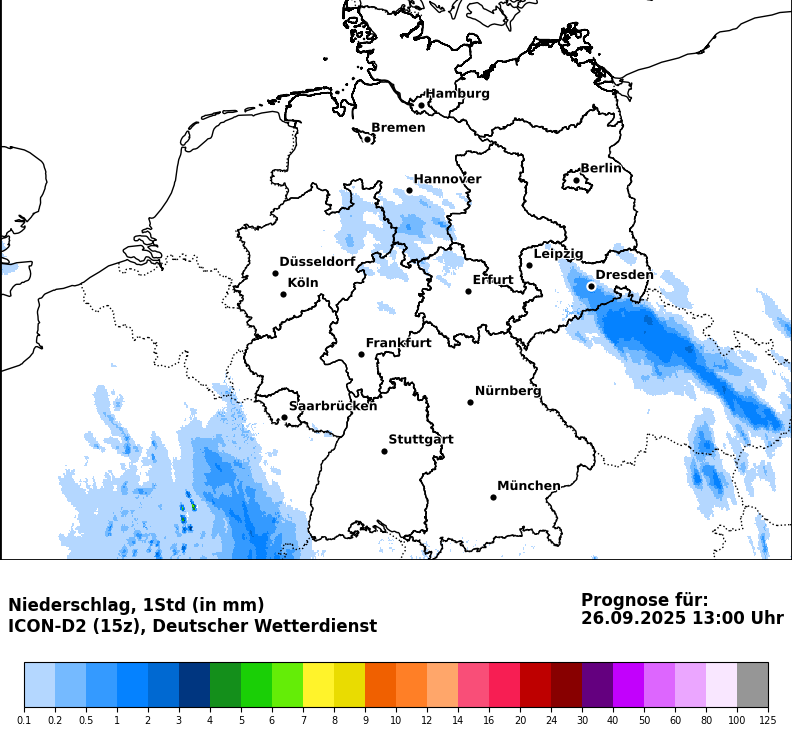 Hamburg
Bremen
Berlin
Hannover
Leipzig
Düsseldorf
Dresden
Köln
Erfurt
Frankfurt
Nürnberg
Saarbrücken
Stuttgart
München
Niederschlag, 1Std (in mm)
ICON-D2 (15z), Deutscher Wetterdienst
Prognose für:
26.09.2025 13:00 Uhr
0.1 0.2 0.5 1 2 3 4 5 6 7 8 9 10 12 14 16 20 24 30 40 50 60 80 100 125